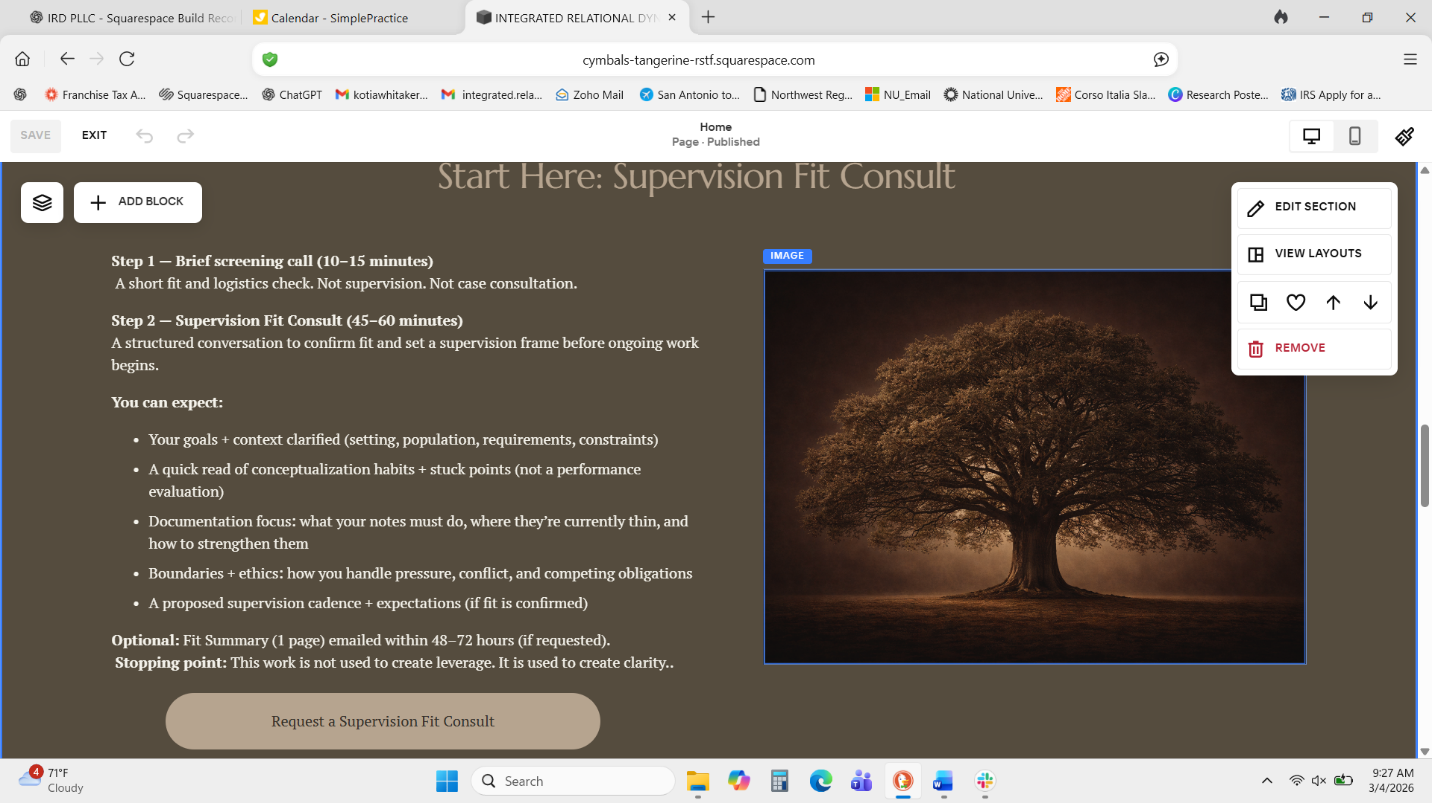 IRD PLLC - Squarespace Build Reco
Calendar - SimplePractice
INTEGRATED RELATIONAL DYN
cymbals-tangerine-rstf.squarespace.com
Franchise Tax A...
Squarespace...
ChatGPT
kotiawhitaker...
integrated.rela...
Zoho Mail
San Antonio to...
Northwest Reg...
NU_Email
National Unive...
Corso Italia Sla...
Research Poste...
IRS Apply for a...
SAVE
EXIT
Home
Page · Published
Start Here: Supervision Fit Consult
ADD BLOCK
EDIT SECTION
VIEW LAYOUTS
REMOVE
Step 1 — Brief screening call (10–15 minutes)
A short fit and logistics check. Not supervision. Not case consultation.
Step 2 — Supervision Fit Consult (45–60 minutes)
A structured conversation to confirm fit and set a supervision frame before ongoing work
begins.
You can expect:
• Your goals + context clarified (setting, population, requirements, constraints)
• A quick read of conceptualization habits + stuck points (not a performance
evaluation)
• Documentation focus: what your notes must do, where they’re currently thin, and
how to strengthen them
• Boundaries + ethics: how you handle pressure, conflict, and competing obligations
• A proposed supervision cadence + expectations (if fit is confirmed)
Optional: Fit Summary (1 page) emailed within 48–72 hours (if requested).
Stopping point: This work is not used to create leverage. It is used to create clarity..
Request a Supervision Fit Consult
IMAGE
4
71°F
Cloudy
Search
9:27 AM
3/4/2026